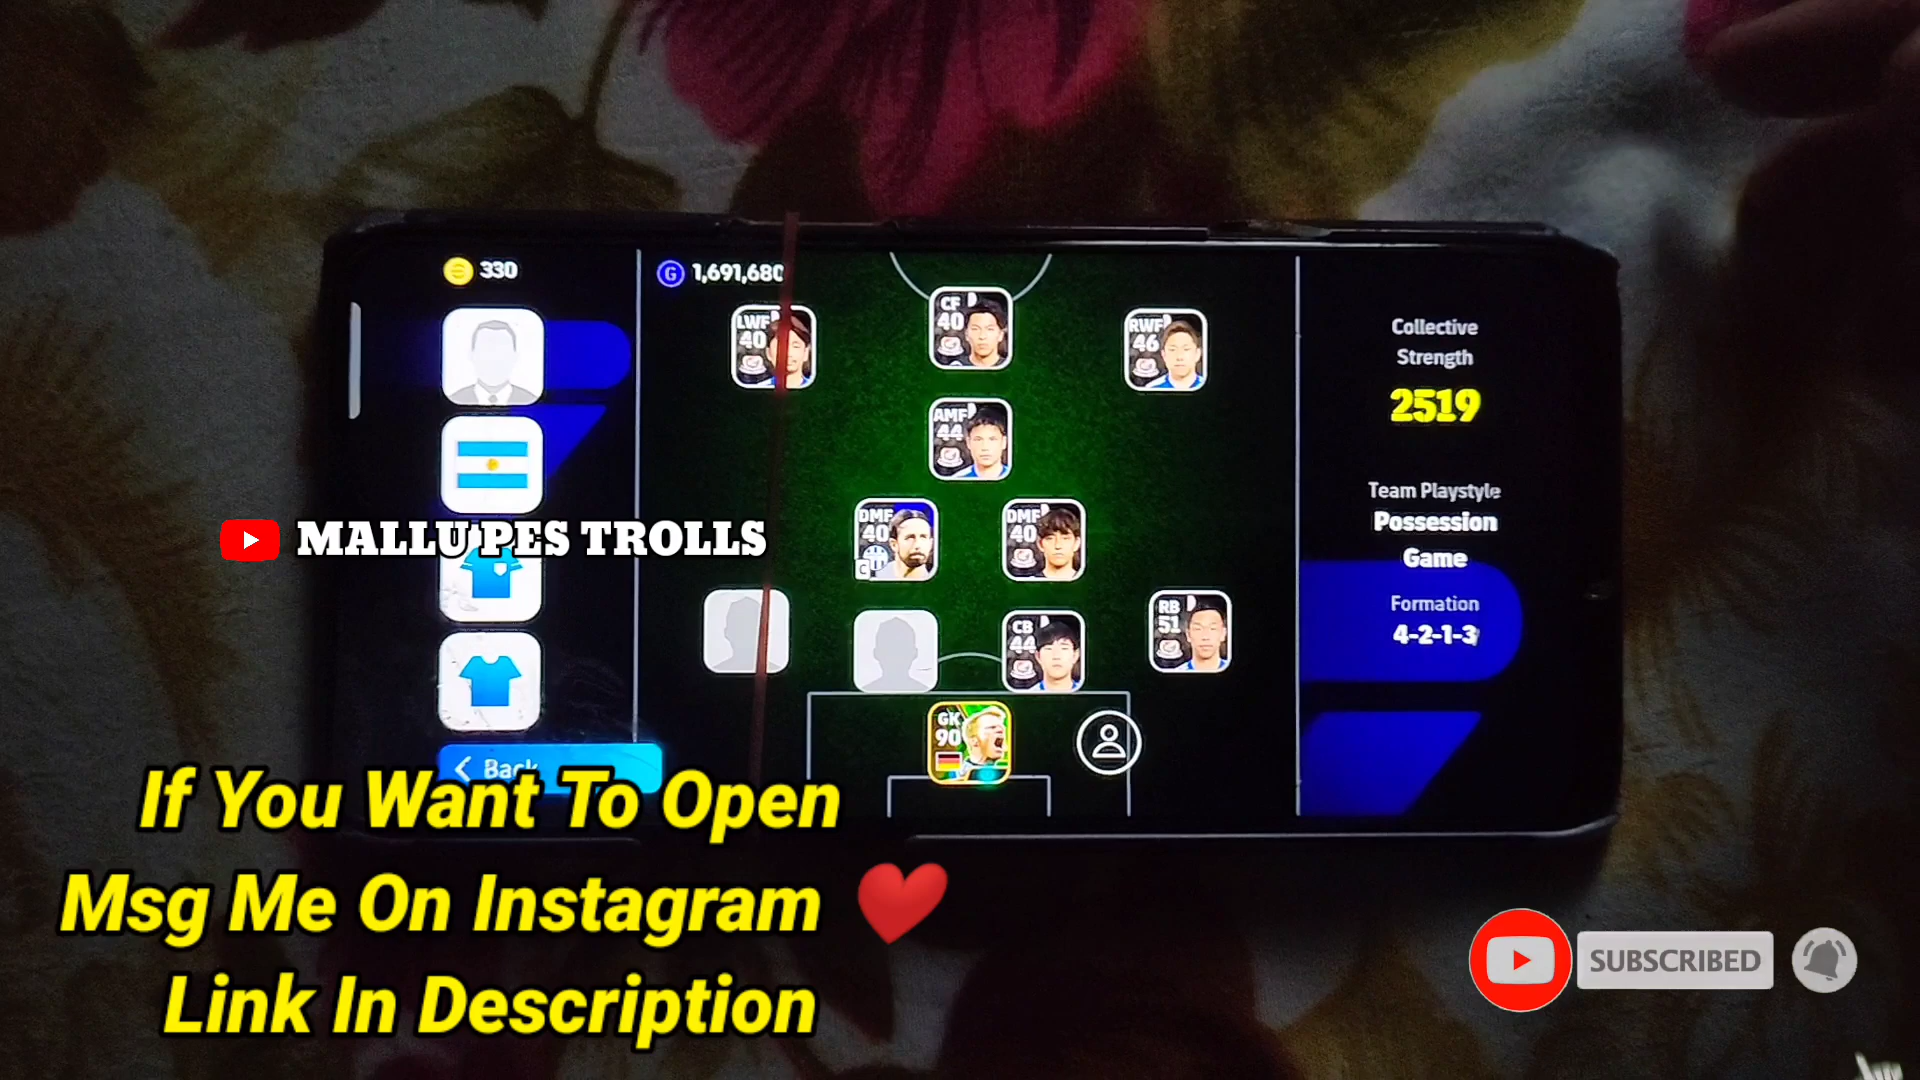 330
G 1,691,680
LWF
40
CF
40
RWF
46
AMF
44
DMF
40
C
DMF
40
CB
44
RB
51
GK
90
Collective
Strength
2519
Team Playstyle
Possession
Game
Formation
4-2-1-3
MALLU PES TROLLS
Back
If You Want To Open
Msg Me On Instagram ❤️
Link In Description
SUBSCRIBED